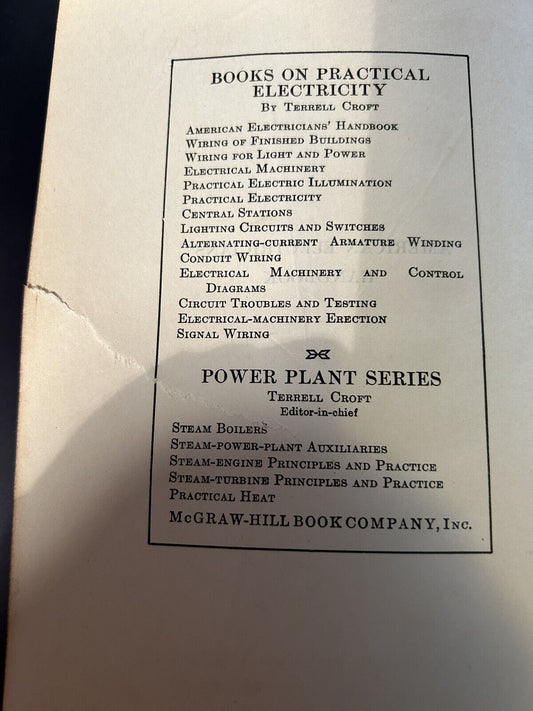 BOOKS ON PRACTICAL
ELECTRICITY
By Terrell Croft
American Electricians' Handbook
Wiring of Finished Buildings
Wiring for Light and Power
Electrical Machinery
Practical Electric Illumination
Practical Electricity
Central Stations
Lighting Circuits and Switches
Alternating-current Armature Winding
Conduit Wiring
Electrical Machinery and Control
Diagrams
Circuit Troubles and Testing
Electrical-machinery Erection
Signal Wiring
POWER PLANT SERIES
Terrell Croft
Editor-in-chief
Steam Boilers
Steam-power-plant Auxiliaries
Steam-engine Principles and Practice
Steam-turbine Principles and Practice
Practical Heat
McGRAW-HILL BOOK COMPANY, Inc.